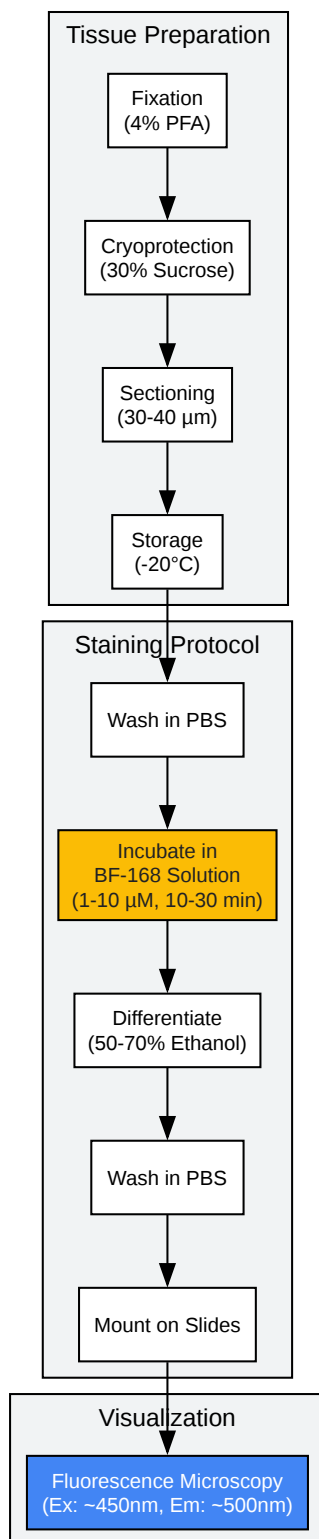 Tissue Preparation
Fixation
(4% PFA)
Cryoprotection
(30% Sucrose)
Sectioning
(30-40 µm)
Storage
(-20°C)
Staining Protocol
Wash in PBS
Incubate in
BF-168 Solution
(1-10 µM, 10-30 min)
Differentiate
(50-70% Ethanol)
Wash in PBS
Mount on Slides
Visualization
Fluorescence Microscopy
(Ex: ~450nm, Em: ~500nm)